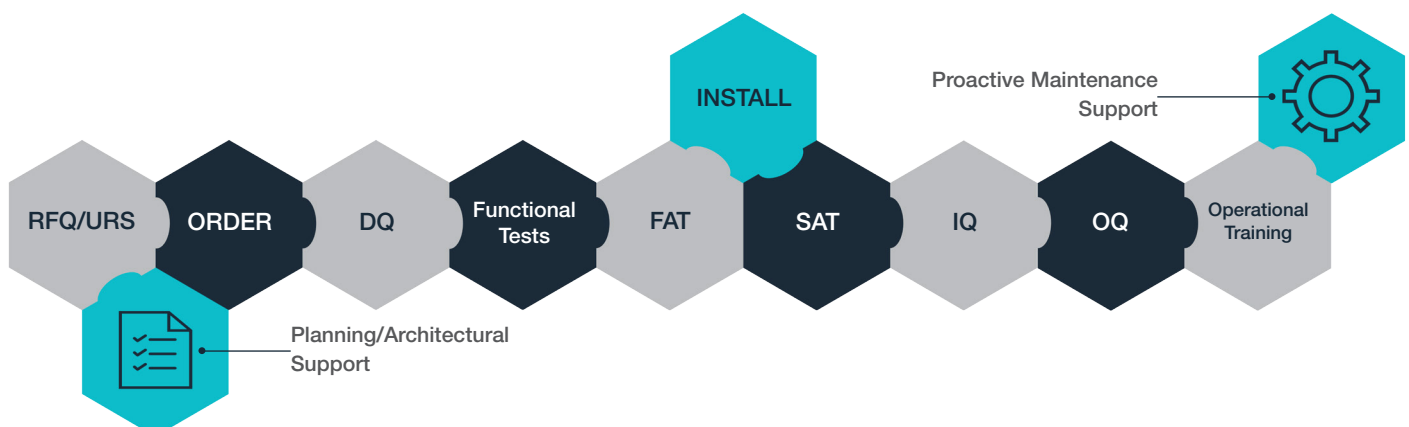 INSTALL
Proactive Maintenance
Support
RFQ/URS
ORDER
DQ
Functional
Tests
FAT
SAT
IQ
OQ
Operational
Training
Planning/Architectural
Support